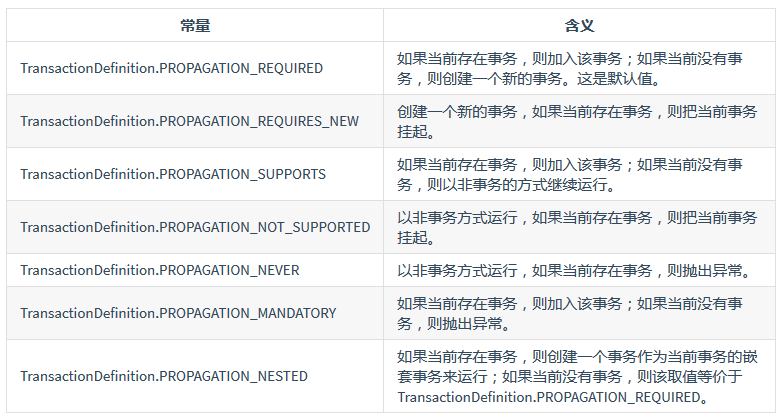 常量
含义
TransactionDefinition.PROPAGATION_REQUIRED
如果当前存在事务，则加入该事务；如果当前没有事
务，则创建一个新的事务。这是默认值。
TransactionDefinition.PROPAGATION_REQUIRES_NEW
创建一个新的事务，如果当前存在事务，则把当前事务
挂起。
TransactionDefinition.PROPAGATION_SUPPORTS
如果当前存在事务，则加入该事务；如果当前没有事
务，则以非事务的方式继续运行。
TransactionDefinition.PROPAGATION_NOT_SUPPORTED
以非事务方式运行，如果当前存在事务，则把当前事务
挂起。
TransactionDefinition.PROPAGATION_NEVER
以非事务方式运行，如果当前存在事务，则抛出异常。
TransactionDefinition.PROPAGATION_MANDATORY
如果当前存在事务，则加入该事务；如果当前没有事
务，则抛出异常。
TransactionDefinition.PROPAGATION_NESTED
如果当前存在事务，则创建一个事务作为当前事务的嵌
套事务来运行；如果当前没有事务，则该取值等价于
TransactionDefinition.PROPAGATION_REQUIRED。